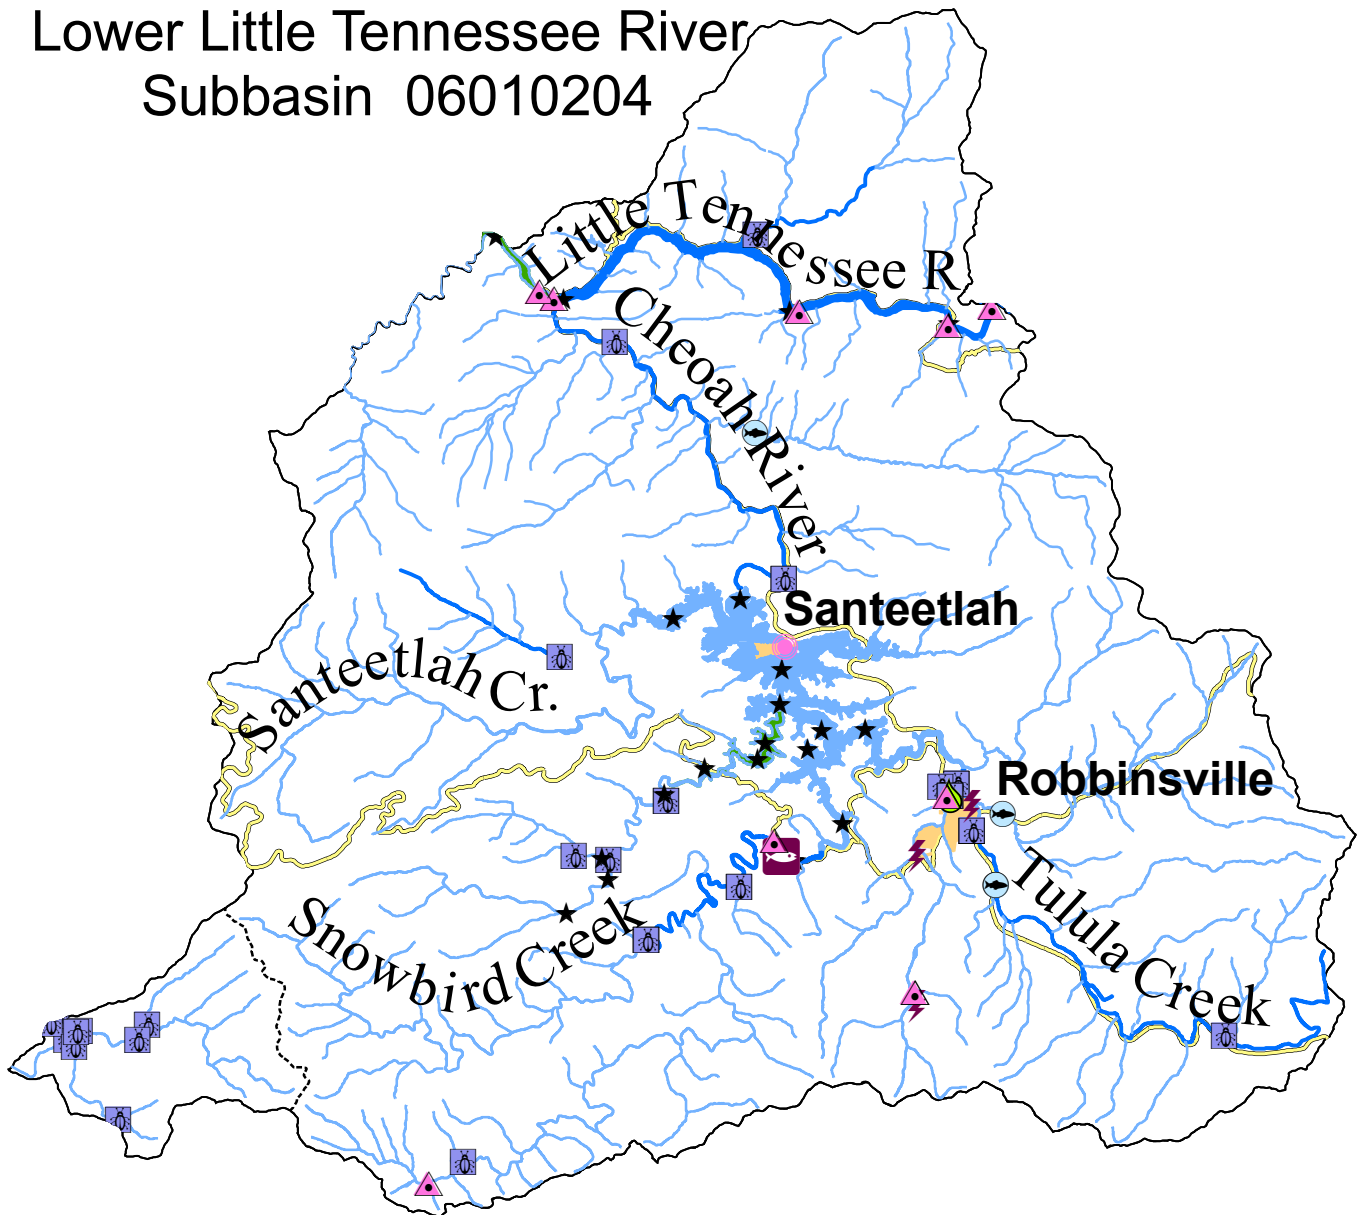 Lower Little Tennessee River
Subbasin 06010204
Little Tennessee R.
Cheoah River
Santeetlah
Santeetlah Cr.
Robbinsville
Tulula Creek
Snowbird Creek